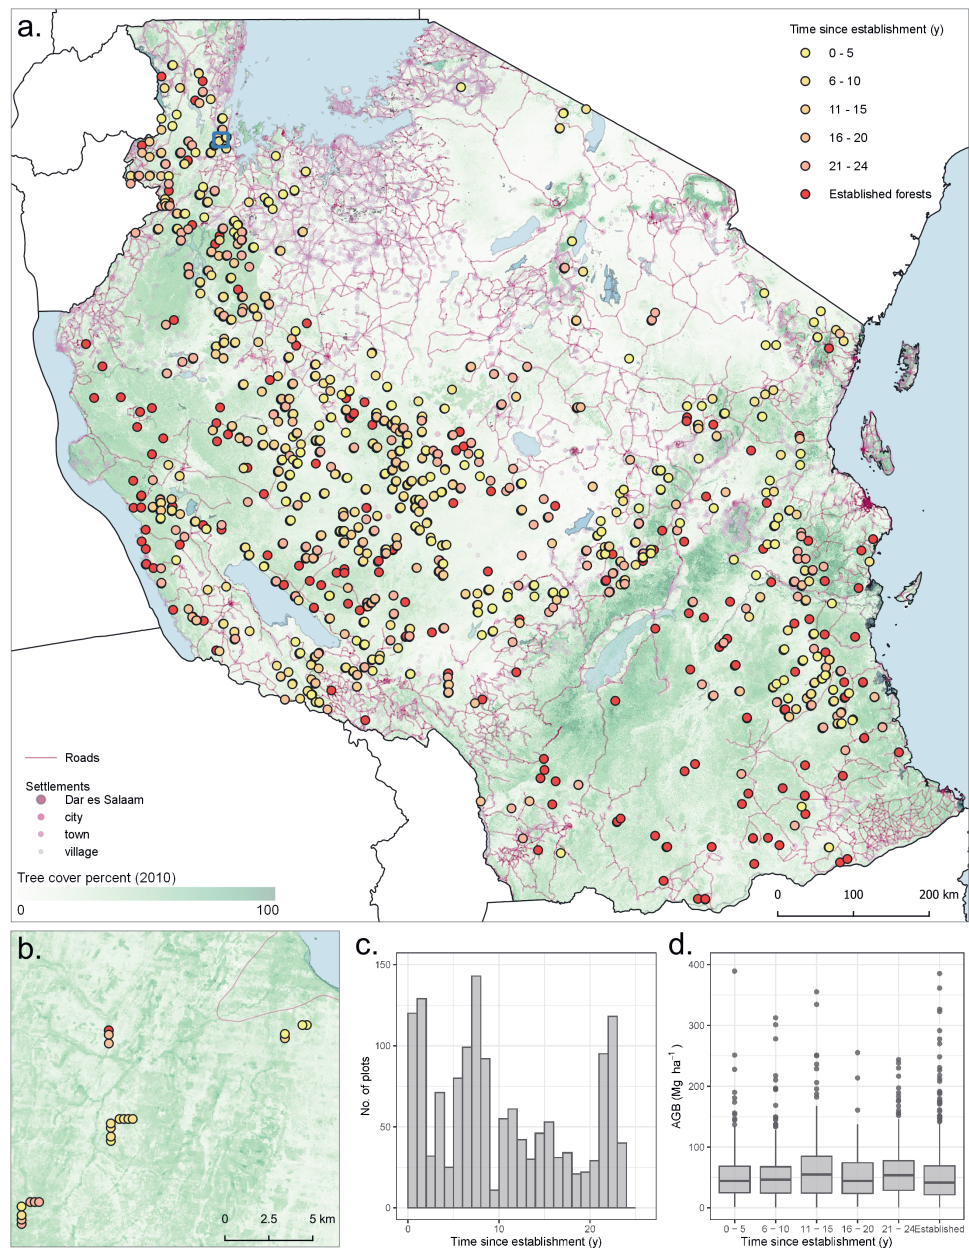 a.
Time since establishment (y)
0 - 5
6 - 10
11 - 15
16 - 20
21 - 24
Established forests
Roads
Settlements
Dar es Salaam
city
town
village
Tree cover percent (2010)
0 100
0 100 200 km
b.
0 2.5 5 km
c.
150
100
50
0
No. of plots
0 10 20
Time since establishment (y)
d.
400
300
200
100
0
AGB (Mg ha⁻¹)
0 − 5 6 − 10 11 − 15 16 − 20 21 − 24 Established
Time since establishment (y)